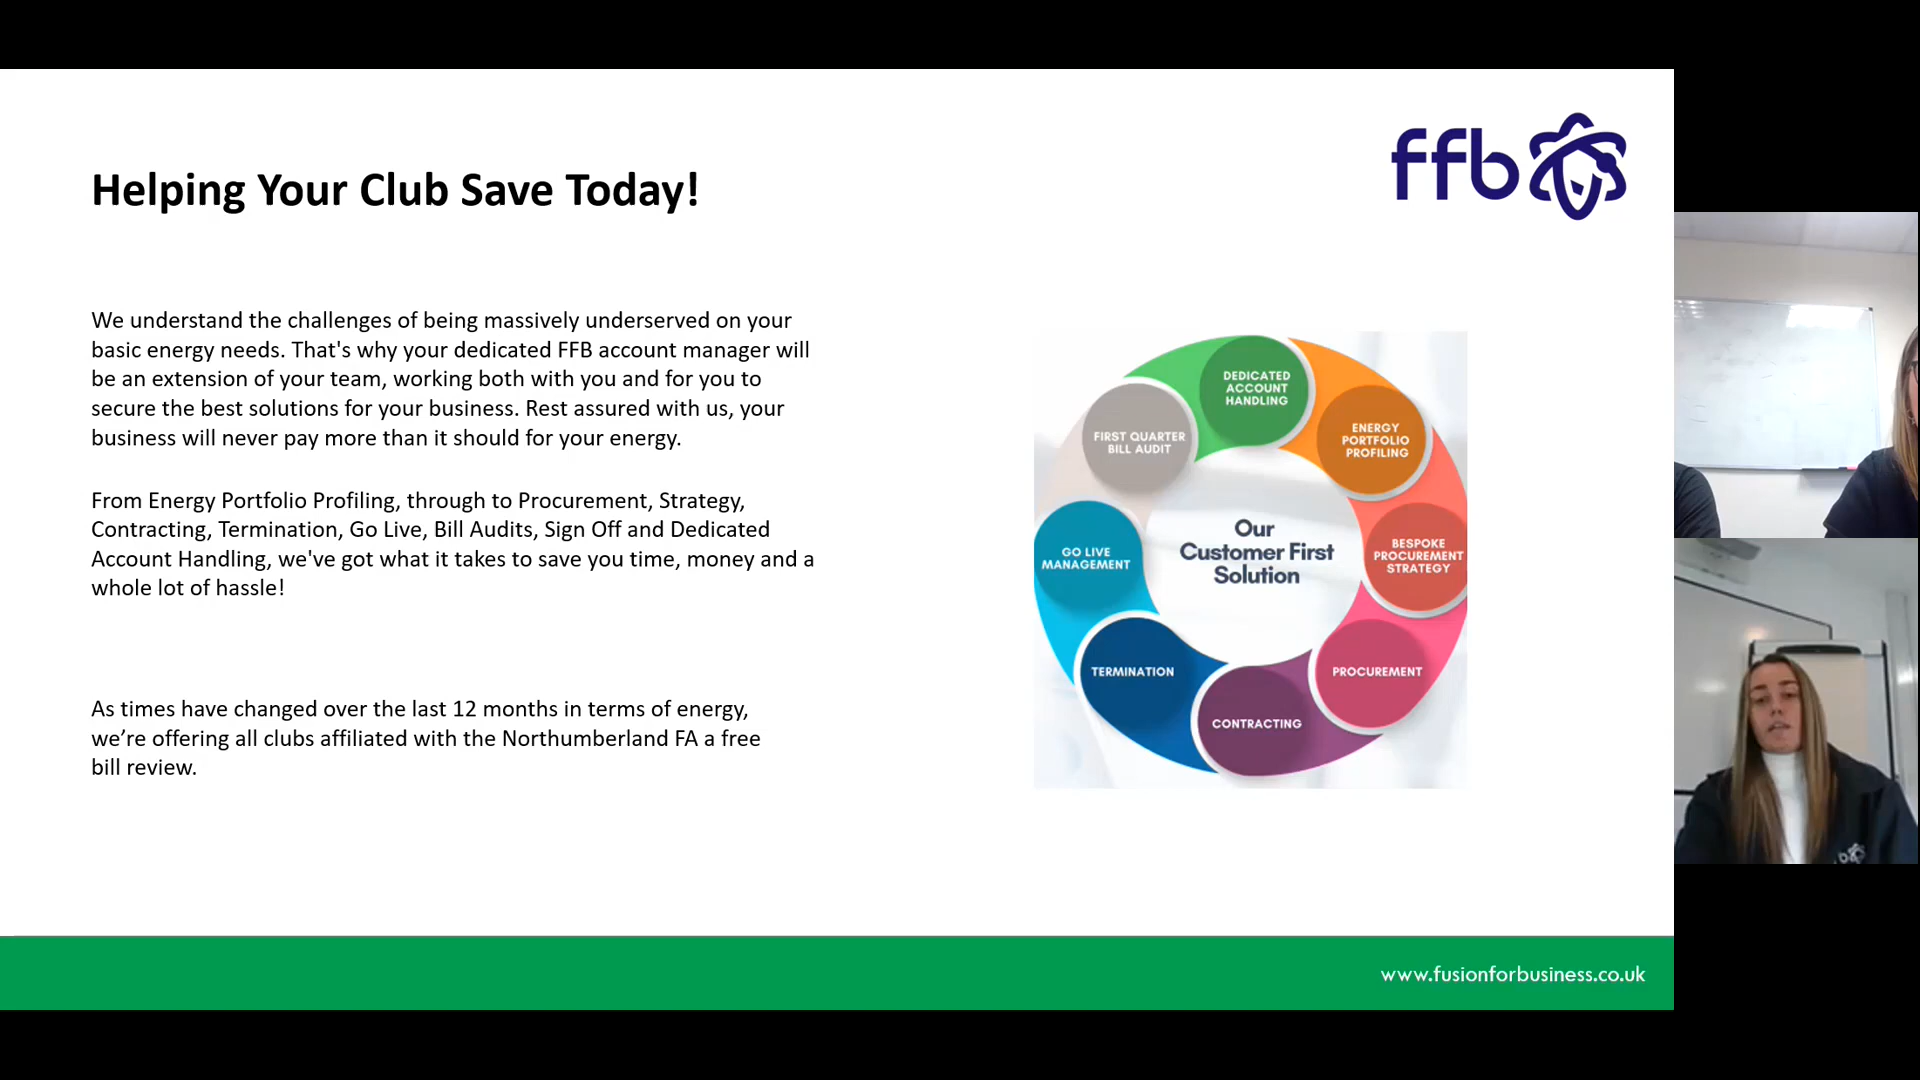 ffb
Helping Your Club Save Today!
We understand the challenges of being massively underserved on your
basic energy needs. That's why your dedicated FFB account manager will
be an extension of your team, working both with you and for you to
secure the best solutions for your business. Rest assured with us, your
business will never pay more than it should for your energy.
From Energy Portfolio Profiling, through to Procurement, Strategy,
Contracting, Termination, Go Live, Bill Audits, Sign Off and Dedicated
Account Handling, we've got what it takes to save you time, money and a
whole lot of hassle!
As times have changed over the last 12 months in terms of energy,
we’re offering all clubs affiliated with the Northumberland FA a free
bill review.
DEDICATED
ACCOUNT
HANDLING
ENERGY
PORTFOLIO
PROFILING
BESPOKE
PROCUREMENT
STRATEGY
PROCUREMENT
CONTRACTING
TERMINATION
GO LIVE
MANAGEMENT
FIRST QUARTER
BILL AUDIT
Our
Customer First
Solution
www.fusionforbusiness.co.uk